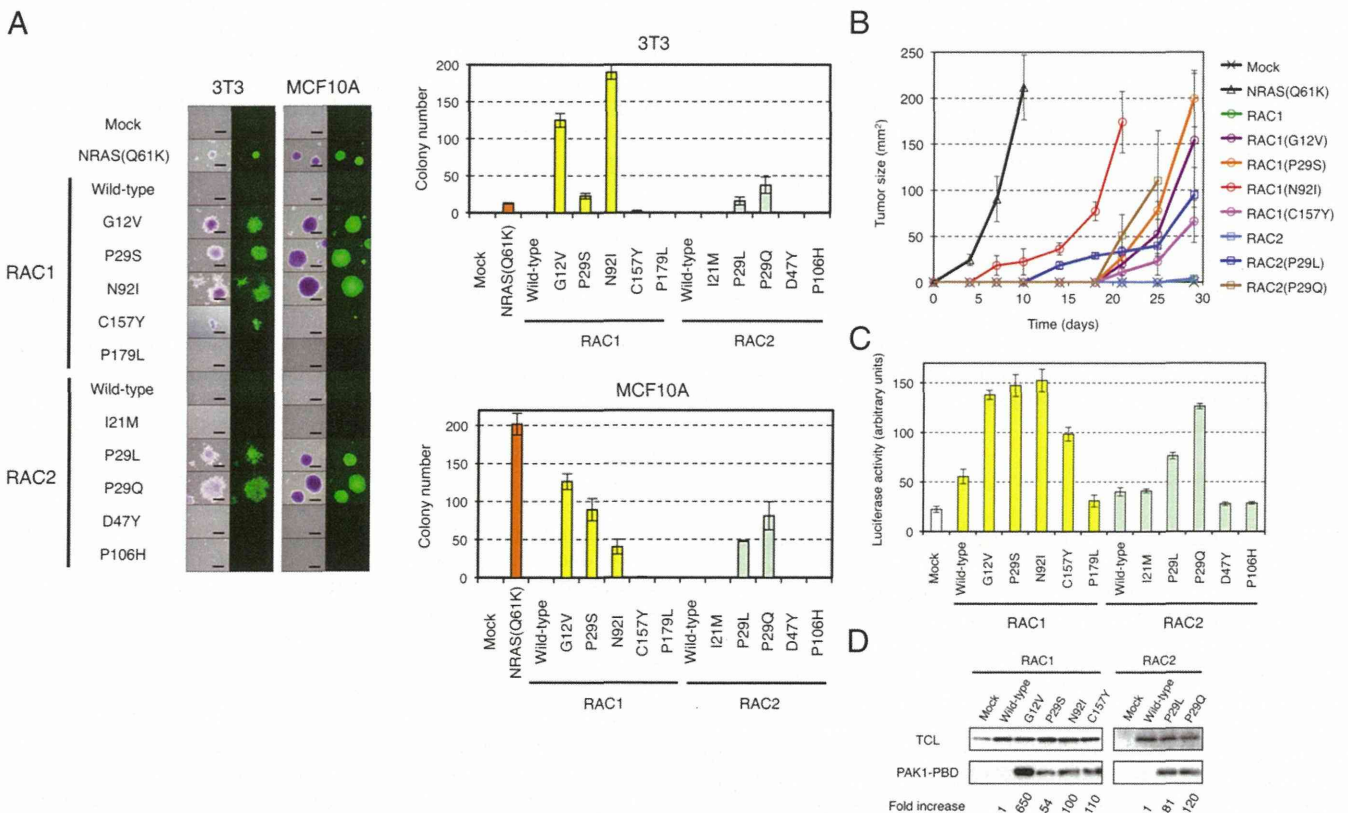 A
3T3 MCF10A
Mock
NRAS(Q61K)
RAC1
Wild-type
G12V
P29S
N92I
C157Y
P179L
RAC2
Wild-type
I21M
P29L
P29Q
D47Y
P106H
3T3
Colony number
200
150
100
50
0
Mock
NRAS(Q61K)
Wild-type
G12V
P29S
N92I
C157Y
P179L
Wild-type
I21M
P29L
P29Q
D47Y
P106H
RAC1 RAC2
MCF10A
Colony number
200
150
100
50
0
Mock
NRAS(Q61K)
Wild-type
G12V
P29S
N92I
C157Y
P179L
Wild-type
I21M
P29L
P29Q
D47Y
P106H
RAC1 RAC2
B
Tumor size (mm²)
250
200
150
100
50
0
0 5 10 15 20 25 30
Time (days)
Mock
NRAS(Q61K)
RAC1
RAC1(G12V)
RAC1(P29S)
RAC1(N92I)
RAC1(C157Y)
RAC2
RAC2(P29L)
RAC2(P29Q)
C
Luciferase activity (arbitrary units)
150
100
50
0
Mock
Wild-type
G12V
P29S
N92I
C157Y
P179L
Wild-type
I21M
P29L
P29Q
D47Y
P106H
RAC1 RAC2
D
RAC1 RAC2
Mock Wild-type G12V P29S N92I C157Y Mock Wild-type P29L P29Q
TCL
PAK1-PBD
Fold increase 1 650 54 100 110 1 81 120